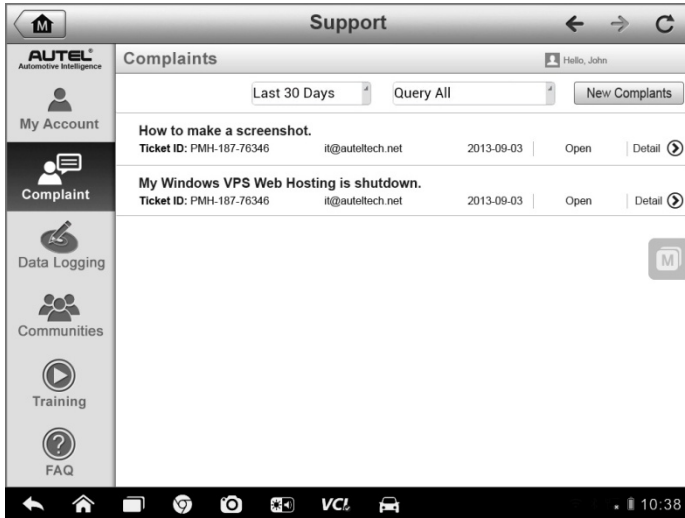 M
Support
AUTEL®
Automotive Intelligence
Complaints
Hello, John
Last 30 Days
Query All
New Complants
My Account
How to make a screenshot.
Ticket ID: PMH-187-76346 it@auteltech.net 2013-09-03 Open Detail
Complaint
My Windows VPS Web Hosting is shutdown.
Ticket ID: PMH-187-76346 it@auteltech.net 2013-09-03 Open Detail
Data Logging
M
Communities
Training
?
FAQ
VCI
10:38